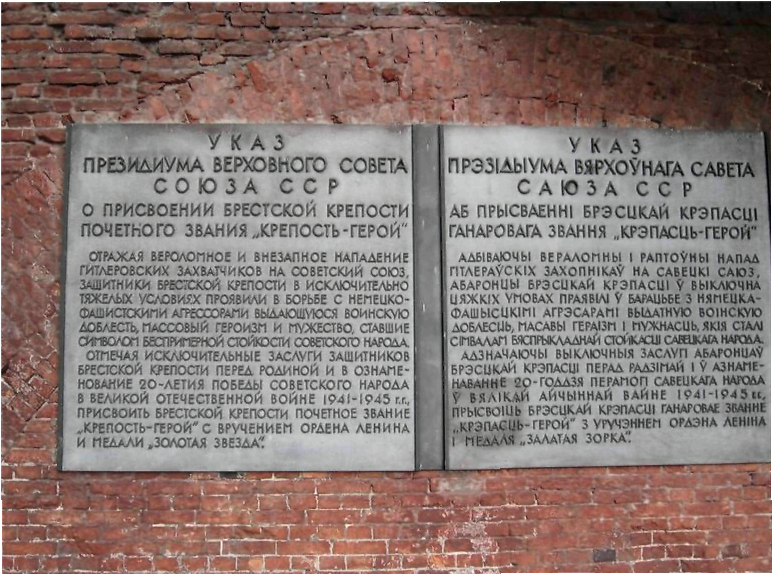 УКАЗ
ПРЕЗИДИУМА ВЕРХОВНОГО СОВЕТА
СОЮЗА ССР
О ПРИСВОЕНИИ БРЕСТСКОЙ КРЕПОСТИ
ПОЧЕТНОГО ЗВАНИЯ „КРЕПОСТЬ-ГЕРОЙ"
ОТРАЖАЯ ВЕРОЛОМНОЕ И ВНЕЗАПНОЕ НАПАДЕНИЕ
ГИТЛЕРОВСКИХ ЗАХВАТЧИКОВ НА СОВЕТСКИЙ СОЮЗ,
ЗАЩИТНИКИ БРЕСТСКОЙ КРЕПОСТИ В ИСКЛЮЧИТЕЛЬНО
ТЯЖЕЛЫХ УСЛОВИЯХ ПРОЯВИЛИ В БОРЬБЕ С НЕМЕЦКО-
ФАШИСТСКИМИ АГРЕССОРАМИ ВЫДАЮЩУЮСЯ ВОИНСКУЮ
ДОБЛЕСТЬ, МАССОВЫЙ ГЕРОИЗМ И МУЖЕСТВО, СТАВШИЕ
СИМВОЛОМ БЕСПРИМЕРНОЙ СТОЙКОСТИ СОВЕТСКОГО НАРОДА.
ОТМЕЧАЯ ИСКЛЮЧИТЕЛЬНЫЕ ЗАСЛУГИ ЗАЩИТНИКОВ
БРЕСТСКОЙ КРЕПОСТИ ПЕРЕД РОДИНОЙ И В ОЗНАМЕ-
НОВАНИЕ 20-ЛЕТИЯ ПОБЕДЫ СОВЕТСКОГО НАРОДА
В ВЕЛИКОЙ ОТЕЧЕСТВЕННОЙ ВОЙНЕ 1941-1945 г.г.,
ПРИСВОИТЬ БРЕСТСКОЙ КРЕПОСТИ ПОЧЕТНОЕ ЗВАНИЕ
„КРЕПОСТЬ-ГЕРОЙ" С ВРУЧЕНИЕМ ОРДЕНА ЛЕНИНА
И МЕДАЛИ „ЗОЛОТАЯ ЗВЕЗДА".
УКАЗ
ПРЭЗІДЫУМА ВЯРХОЎНАГА САВЕТА
САЮЗА ССР
АБ ПРЫСВАЕННІ БРЭСЦКАЙ КРЭПАСЦІ
ГАНАРОВАГА ЗВАННЯ „КРЭПАСЦЬ-ГЕРОЙ"
АДБІВАЮЧЫ ВЕРАЛОМНЫ І РАПТОЎНЫ НАПАД
ГІТЛЕРАЎСКІХ ЗАХОПНІКАЎ НА САВЕЦКІ САЮЗ,
АБАРОНЦЫ БРЭСЦКАЙ КРЭПАСЦІ Ў ВЫКЛЮЧНА
ЦЯЖКІХ УМОВАХ ПРАЯВІЛІ Ў БАРАЦЬБЕ З НЯМЕЦКА-
ФАШЫСЦКІМІ АГРЭСАРАМІ ВЫДАТНУЮ ВОІНСКУЮ
ДОБЛЕСЦЬ, МАСАВЫ ГЕРАІЗМ І МУЖНАСЦЬ, ЯКІЯ СТАЛІ
СІМВАЛАМ БЯСПРЫКЛАДНАЙ СТОЙКАСЦІ САВЕЦКАГА НАРОДА.
АДЗНАЧАЮЧЫ ВЫКЛЮЧНЫЯ ЗАСЛУГІ АБАРОНЦАЎ
БРЭСЦКАЙ КРЭПАСЦІ ПЕРАД РАДЗІМАЙ І Ў АЗНАМЕ-
НАВАННЕ 20-ГОДДЗЯ ПЕРАМОГІ САВЕЦКАГА НАРОДА
Ў ВЯЛІКАЙ АЙЧЫННАЙ ВАЙНЕ 1941-1945 гг.,
ПРЫСВОІЦЬ БРЭСЦКАЙ КРЭПАСЦІ ГАНАРОВАЕ ЗВАННЕ
„КРЭПАСЦЬ-ГЕРОЙ" З УРУЧЭННЕМ ОРДЭНА ЛЕНІНА
І МЕДАЛЯ „ЗАЛАТАЯ ЗОРКА".